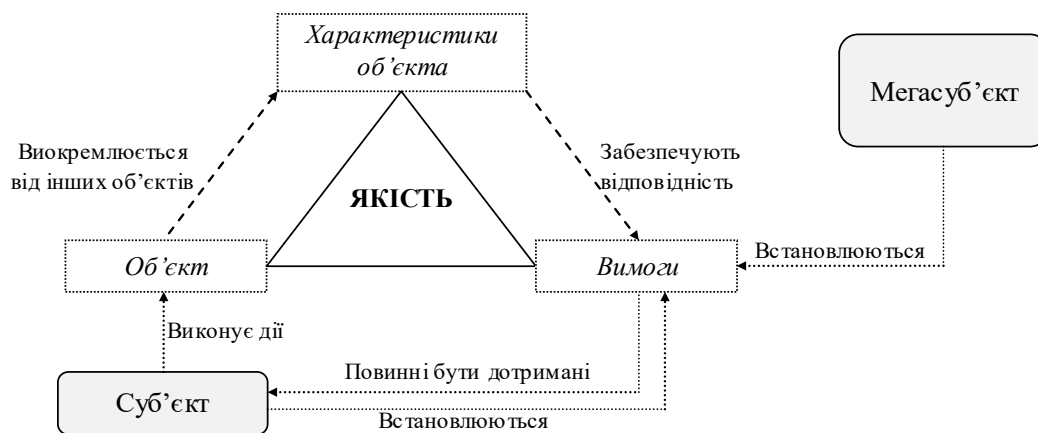 Характеристики
об’єкта
Мегасуб’єкт
Виокремлюється
від інших об’єктів
Забезпечують
відповідність
ЯКІСТЬ
Об’єкт
Вимоги
Встановлюються
Виконує дії
Повинні бути дотримані
Суб’єкт
Встановлюються